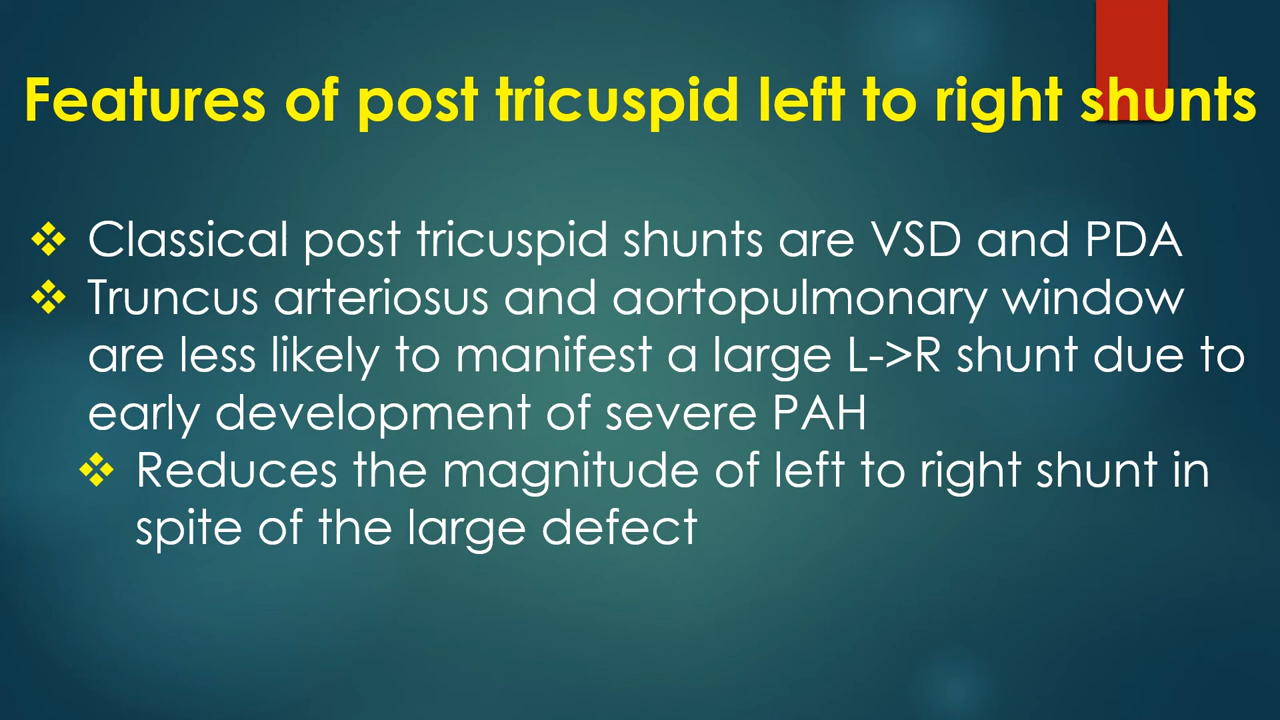 Features of post tricuspid left to right shunts
❖ Classical post tricuspid shunts are VSD and PDA
❖ Truncus arteriosus and aortopulmonary window
are less likely to manifest a large L->R shunt due to
early development of severe PAH
❖ Reduces the magnitude of left to right shunt in
spite of the large defect